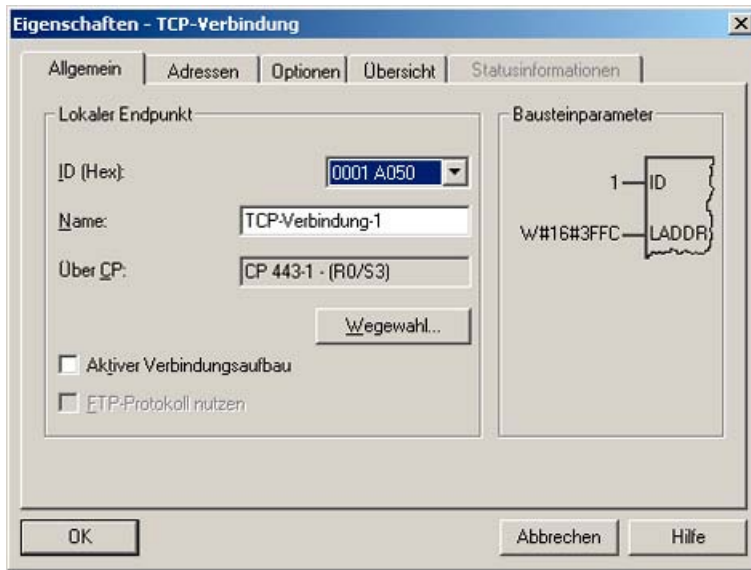 Eigenschaften - TCP-Verbindung
Allgemein Adressen Optionen Übersicht Statusinformationen
Lokaler Endpunkt
ID (Hex): 0001 A050
Name: TCP-Verbindung-1
Über CP: CP 443-1 - (R0/S3)
Wegewahl...
Aktiver Verbindungsaufbau
FTP-Protokoll nutzen
Bausteinparameter
1 ID
W#16#3FFC LADDR
OK Abbrechen Hilfe